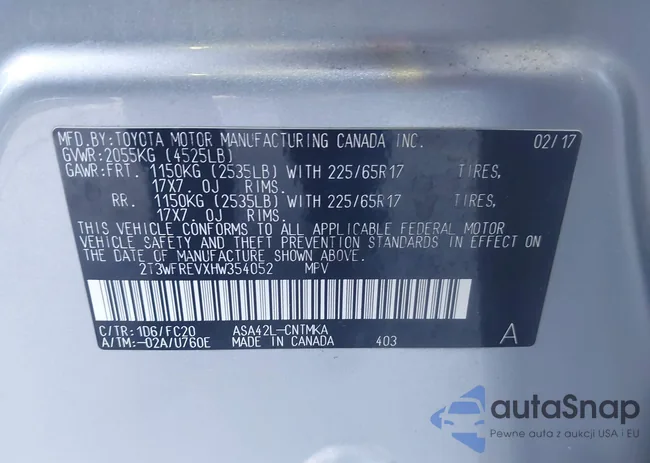 MFD.BY:TOYOTA MOTOR MANUFACTURING CANADA INC. 02/17
GVWR:2055KG (4525LB)
GAWR:FRT. 1150KG (2535LB) WITH 225/65R17 TIRES,
17X7.0J RIMS.
RR. 1150KG (2535LB) WITH 225/65R17 TIRES,
17X7.0J RIMS.
THIS VEHICLE CONFORMS TO ALL APPLICABLE FEDERAL MOTOR
VEHICLE SAFETY AND THEFT PREVENTION STANDARDS IN EFFECT ON
THE DATE OF MANUFACTURE SHOWN ABOVE.
2T3WFREVXHW354052 MPV
C/TR:1D6/FC20 ASA42L-CNTMKA
A/TM:-02A/U760E MADE IN CANADA 403 A
autaSnap
Pewne auta z aukcji USA i EU